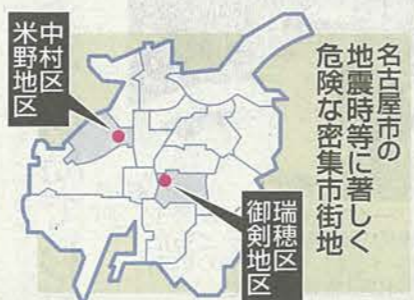 名古屋市の
地震時等に著しく
危険な密集市街地
中村区
米野地区
瑞穂区
御剣地区